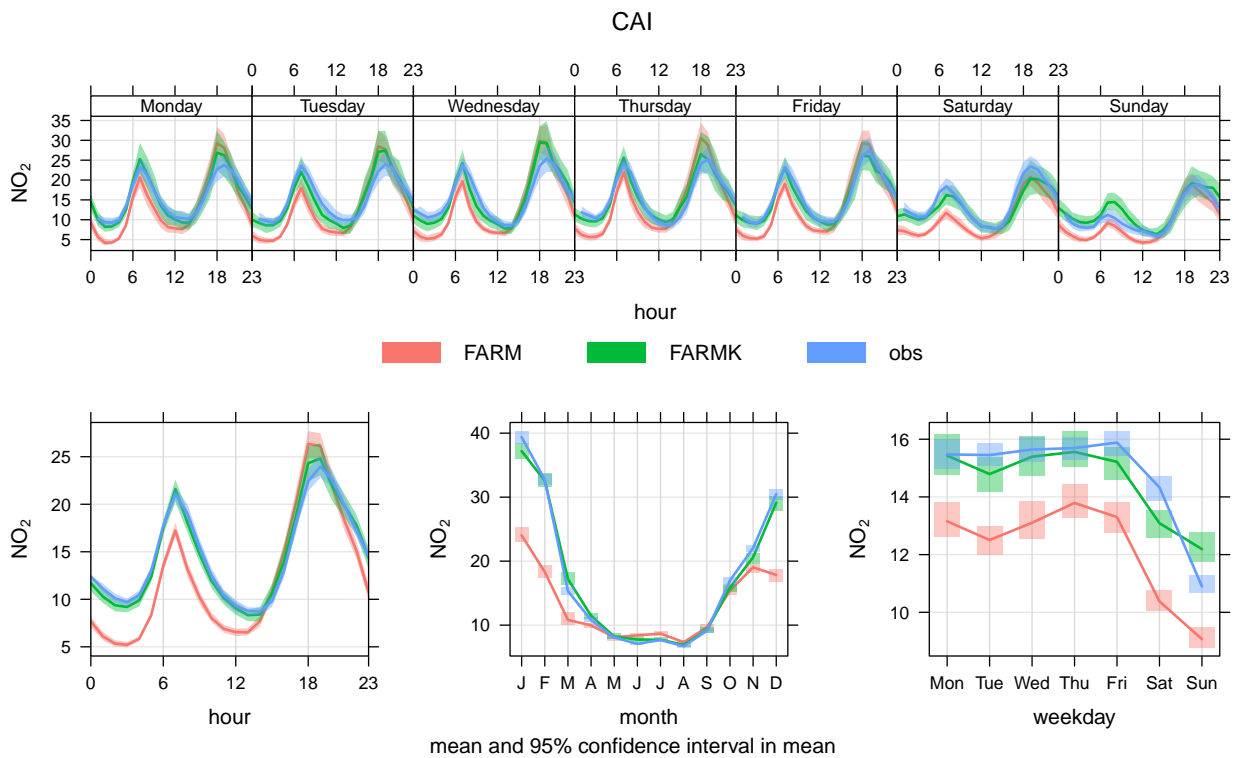 CAI
0 6 12 18 23 0 6 12 18 23 0 6 12 18 23
Monday Tuesday Wednesday Thursday Friday Saturday Sunday
NO2
35
30
25
20
15
10
5
0 6 12 18 23 0 6 12 18 23 0 6 12 18 23 0 6 12 18 23
hour
FARM FARMK obs
NO2
25
20
15
10
5
0 6 12 18 23
hour
NO2
40
30
20
10
J F M A M J J A S O N D
month
NO2
16
14
12
10
Mon Tue Wed Thu Fri Sat Sun
weekday
mean and 95% confidence interval in mean